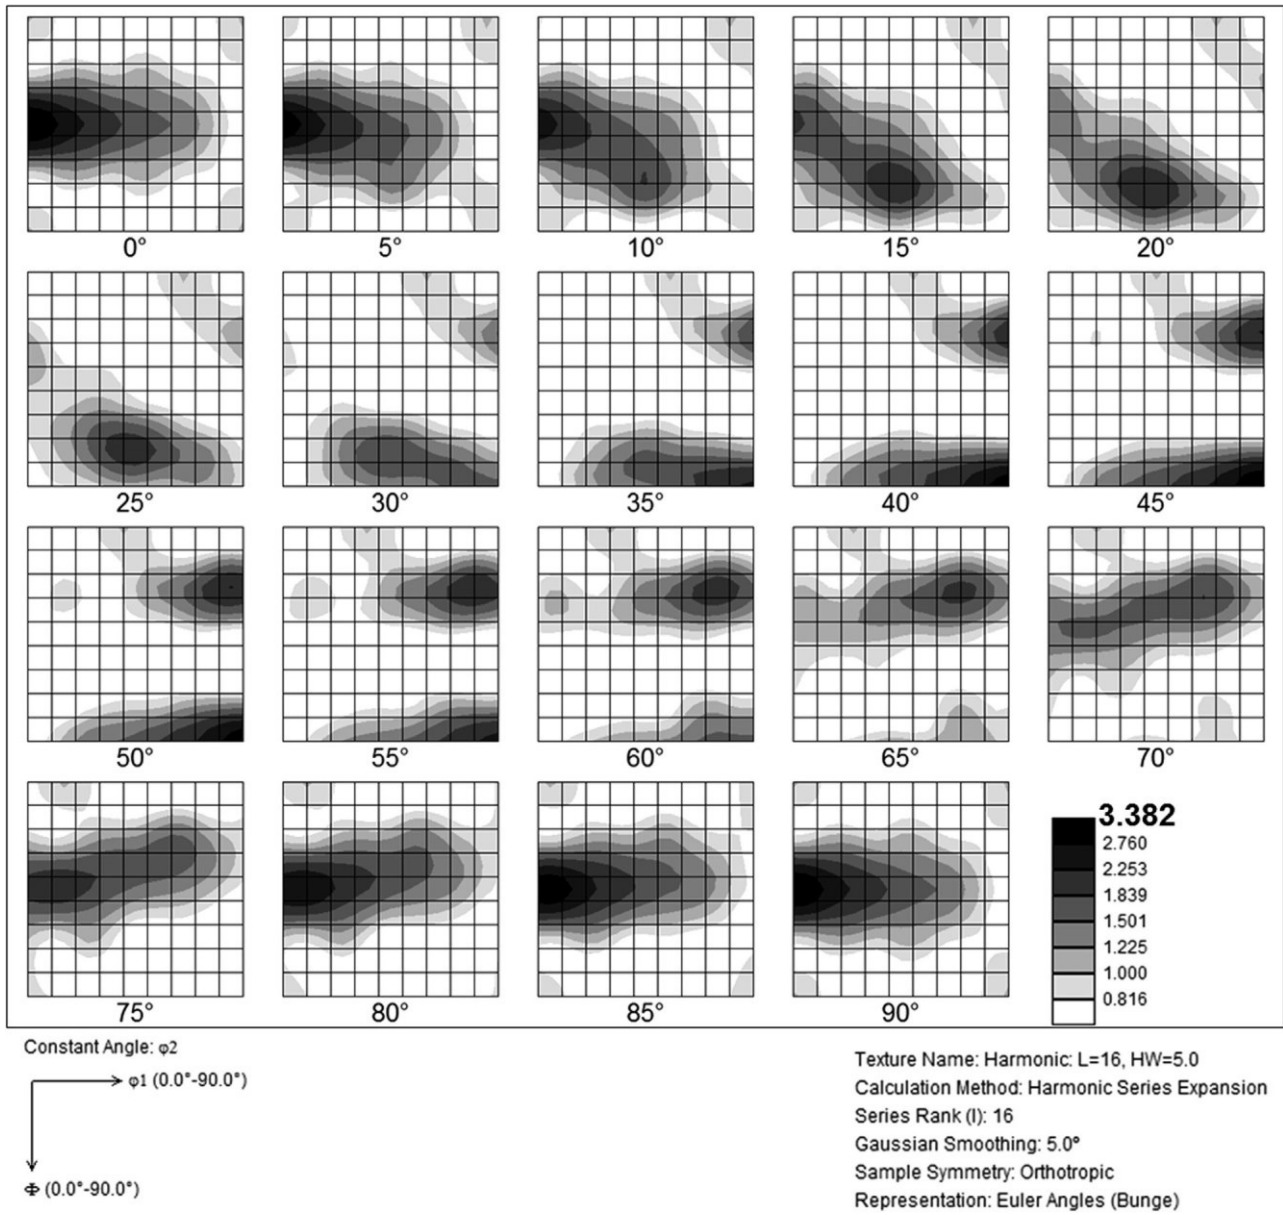 0° 5° 10° 15° 20°
25° 30° 35° 40° 45°
50° 55° 60° 65° 70°
3.382
2.760
2.253
1.839
1.501
1.225
1.000
0.816
75° 80° 85° 90°
Constant Angle: φ2
φ1 (0.0°-90.0°)
Φ (0.0°-90.0°)
Texture Name: Harmonic: L=16, HW=5.0
Calculation Method: Harmonic Series Expansion
Series Rank (l): 16
Gaussian Smoothing: 5.0º
Sample Symmetry: Orthotropic
Representation: Euler Angles (Bunge)